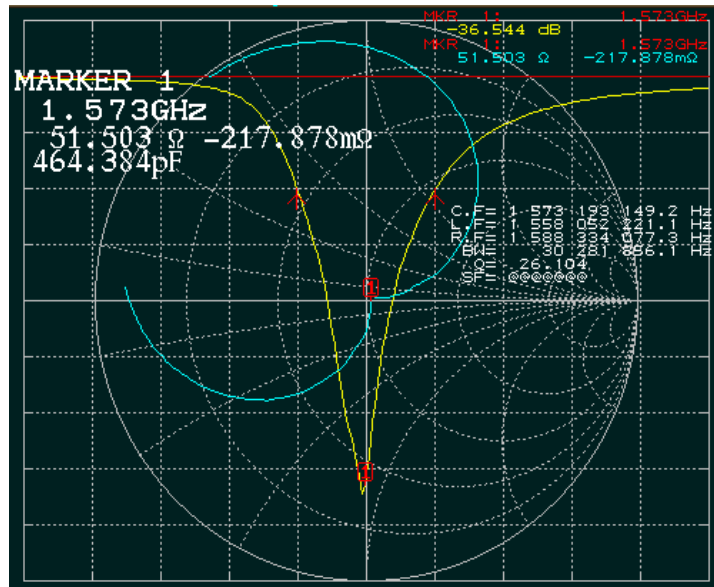 MKR 1: 1.573GHz
-36.544 dB
MKR 1: 1.573GHz
51.503 Ω -217.878mΩ
MARKER 1
1.573GHz
51.503 Ω -217.878mΩ
464.384pF
C.F= 1 573 193 149.2 Hz
L.F= 1 558 052 221.1 Hz
R.F= 1 588 334 077.3 Hz
BW= 30 281 856.1 Hz
Q= 26.104
SF= @@@@@@@
1
1